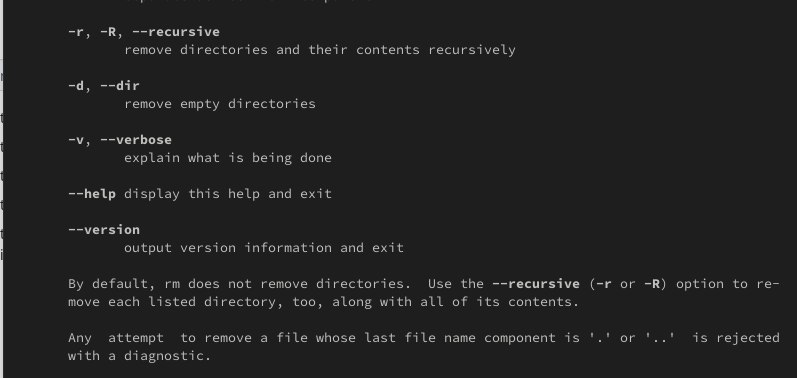 -r, -R, --recursive
remove directories and their contents recursively
-d, --dir
remove empty directories
-v, --verbose
explain what is being done
--help display this help and exit
--version
output version information and exit
By default, rm does not remove directories.  Use the --recursive (-r or -R) option to re-
move each listed directory, too, along with all of its contents.
Any  attempt  to remove a file whose last file name component is '.' or '..'  is rejected
with a diagnostic.